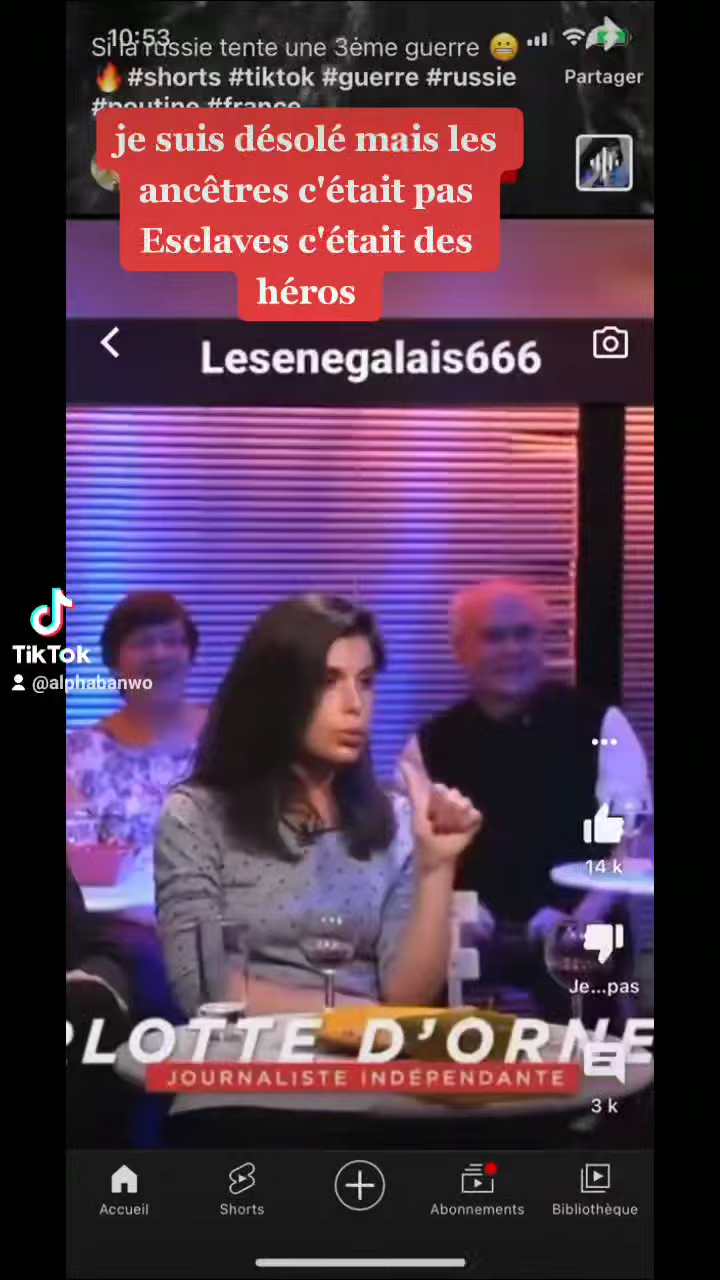 10:53
Si la russie tente une 3ème guerre 😬
🔥 #shorts #tiktok #guerre #russie
#poutine #france
Partager
je suis désolé mais les
ancêtres c'était pas
Esclaves c'était des
héros
Lesenegalais666
TikTok
@alphabanwo
14 k
Je...pas
LOTTE D'ORNE
JOURNALISTE INDÉPENDANTE
3 k
Accueil
Shorts
Abonnements
Bibliothèque